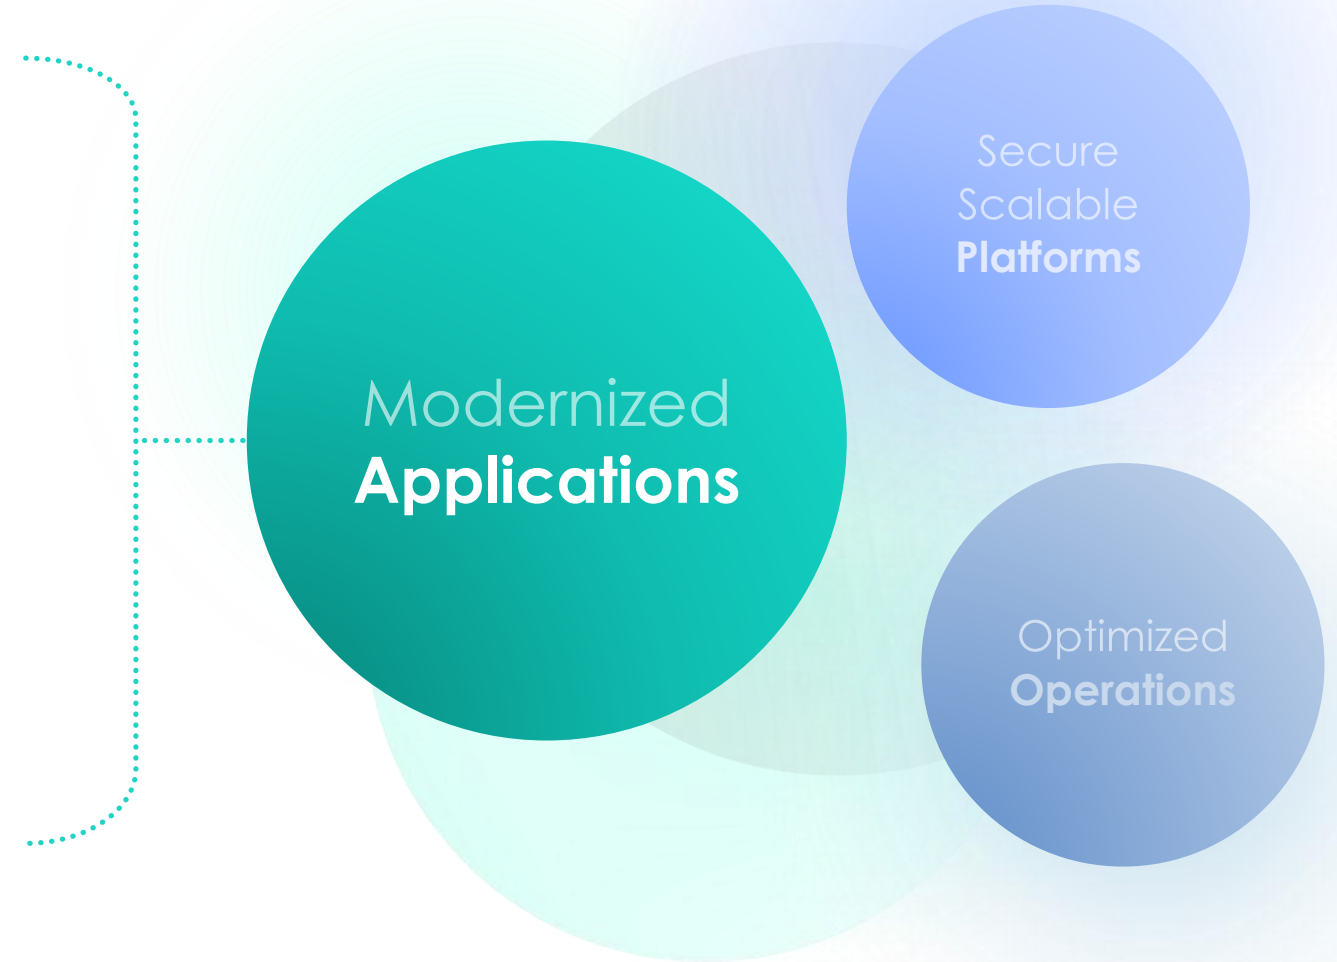 Modernized
Applications
Secure
Scalable
Platforms
Optimized
Operations